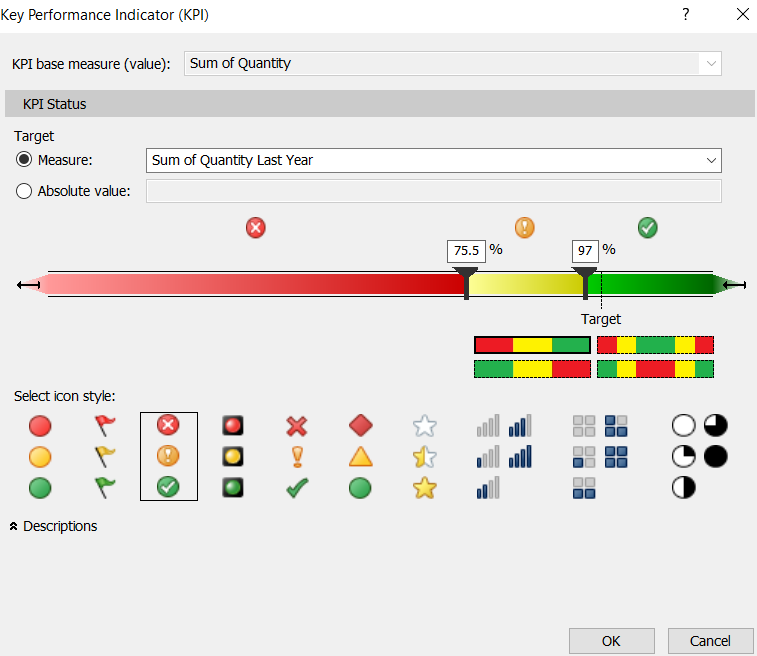 Key Performance Indicator (KPI)
?
KPI base measure (value): Sum of Quantity
KPI Status
Target
Measure: Sum of Quantity Last Year
Absolute value:
75.5 % 97 %
Target
Select icon style:
Descriptions
OK Cancel